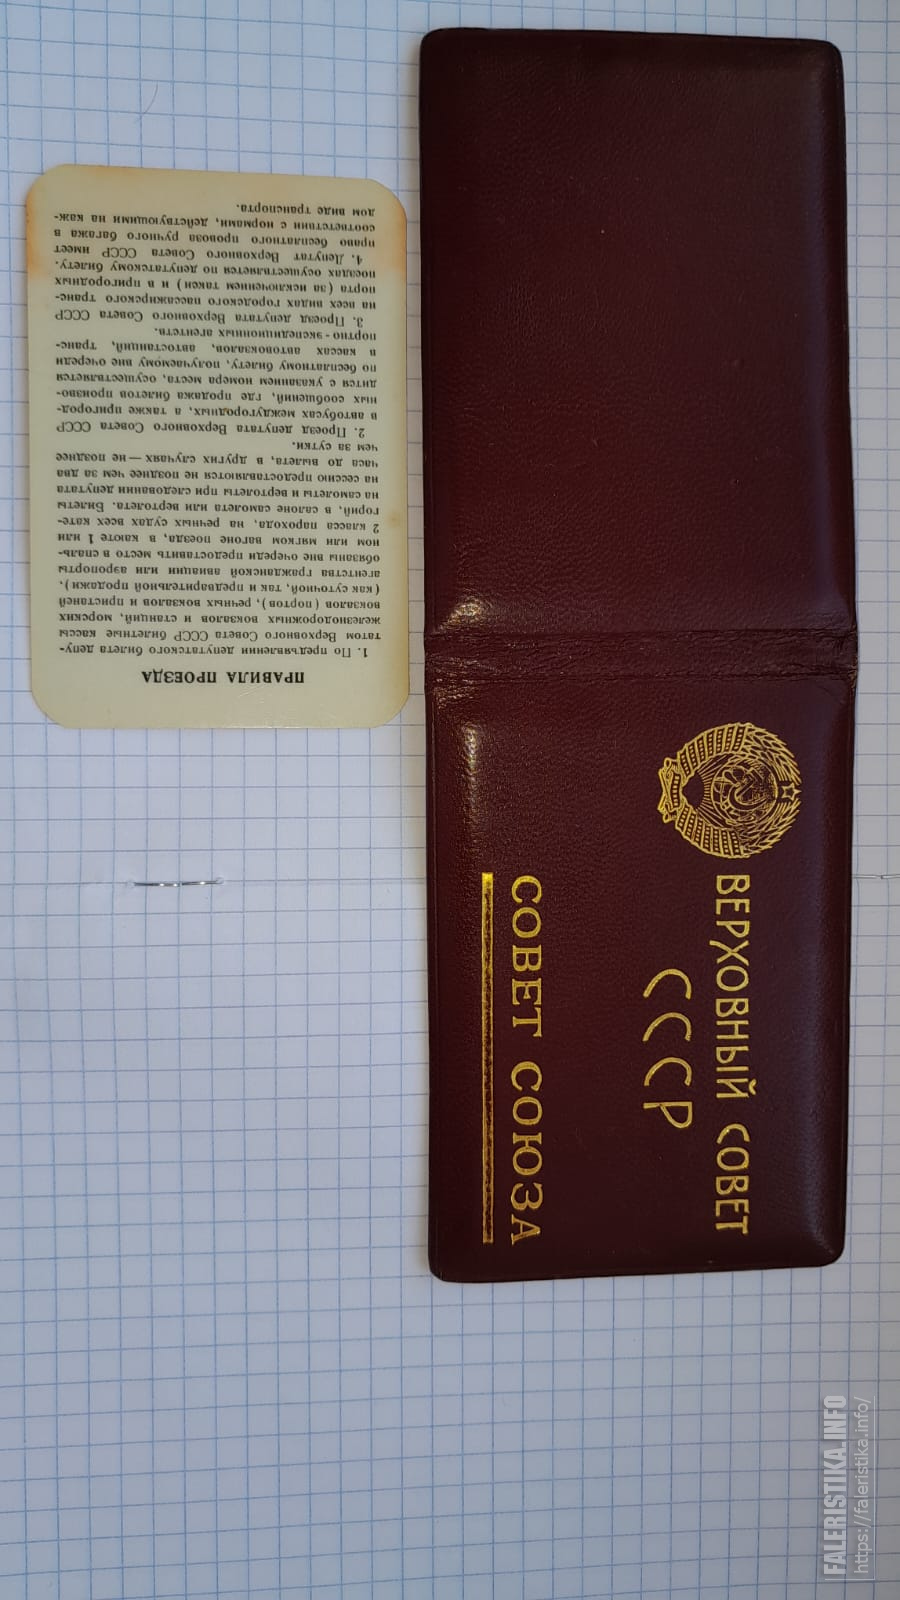 ПРАВИЛА ПРОЕЗДА
1. По предъявлении депутатского билета депу-
татом Верховного Совета СССР билетные кассы
железнодорожных вокзалов и станций, морских
вокзалов (портов), речных вокзалов и пристаней
(как суточной, так и предварительной продажи),
агентства гражданской авиации или аэропорты
обязаны вне очереди предоставить место в спаль-
ном или мягком вагоне поезда, в каюте 1 или
2 класса парохода, на речных судах всех кате-
горий, в салоне самолета или вертолета. Билеты
на самолеты и вертолеты при следовании депутата
на сессию предоставляются не позднее чем за два
часа до вылета, в других случаях — не позднее
чем за сутки.
2. Проезд депутата Верховного Совета СССР
в автобусах междугородных, а также пригород-
ных сообщений, где продажа билетов произво-
дится с указанием номера места, осуществляется
по бесплатному билету, получаемому вне очереди
в кассах автовокзалов, автостанций, транс-
портно-экспедиционных агентств.
3. Проезд депутата Верховного Совета СССР
на всех видах городского пассажирского транс-
порта (за исключением такси) и в пригородных
поездах осуществляется по депутатскому билету.
4. Депутат Верховного Совета СССР имеет
право бесплатного провоза ручного багажа в
соответствии с нормами, действующими на каж-
дом виде транспорта.
ВЕРХОВНЫЙ СОВЕТ
СССР
СОВЕТ СОЮЗА
FALERISTIKA.INFO
https://faleristika.info/